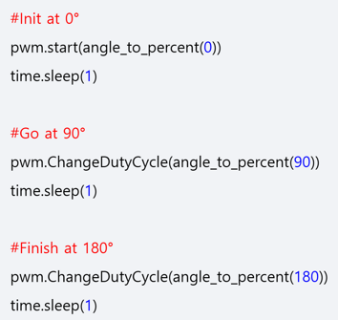 #Init at 0°
pwm.start(angle_to_percent(0))
time.sleep(1)
#Go at 90°
pwm.ChangeDutyCycle(angle_to_percent(90))
time.sleep(1)
#Finish at 180°
pwm.ChangeDutyCycle(angle_to_percent(180))
time.sleep(1)